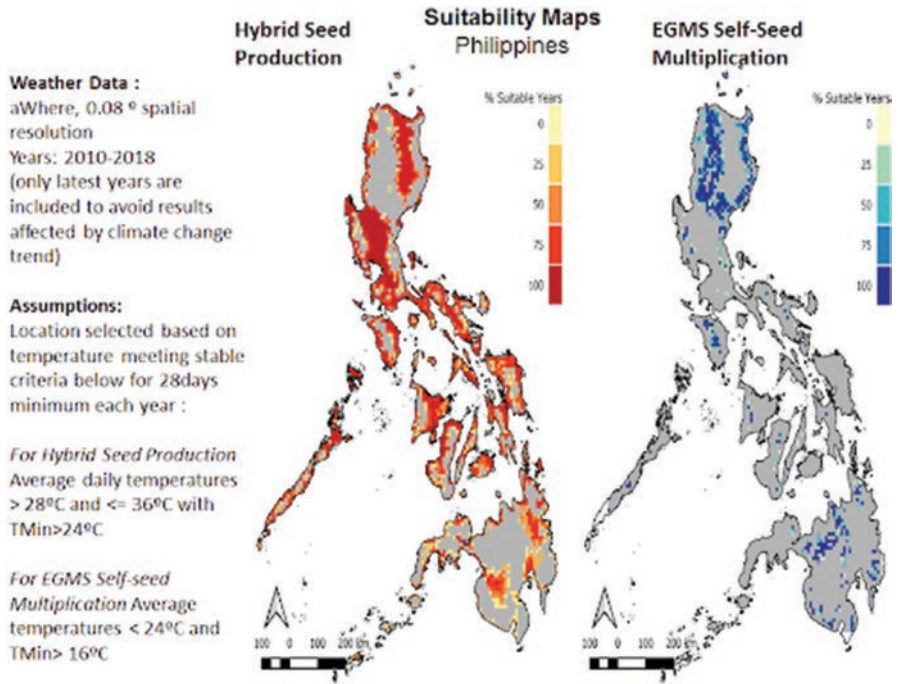 Suitability Maps
Philippines
Hybrid Seed
Production
EGMS Self-Seed
Multiplication
Weather Data :
aWhere, 0.08 º spatial
resolution
Years: 2010-2018
(only latest years are
included to avoid results
affected by climate change
trend)
Assumptions:
Location selected based on
temperature meeting stable
criteria below for 28days
minimum each year :
For Hybrid Seed Production
Average daily temperatures
> 28ºC and <= 36ºC with
TMin>24ºC
For EGMS Self-seed
Multiplication Average
temperatures < 24ºC and
TMin> 16ºC
% Suitable Years
0
25
50
75
100
100 0 100 200 km
% Suitable Years
0
25
50
75
100
100 0 100 200 km